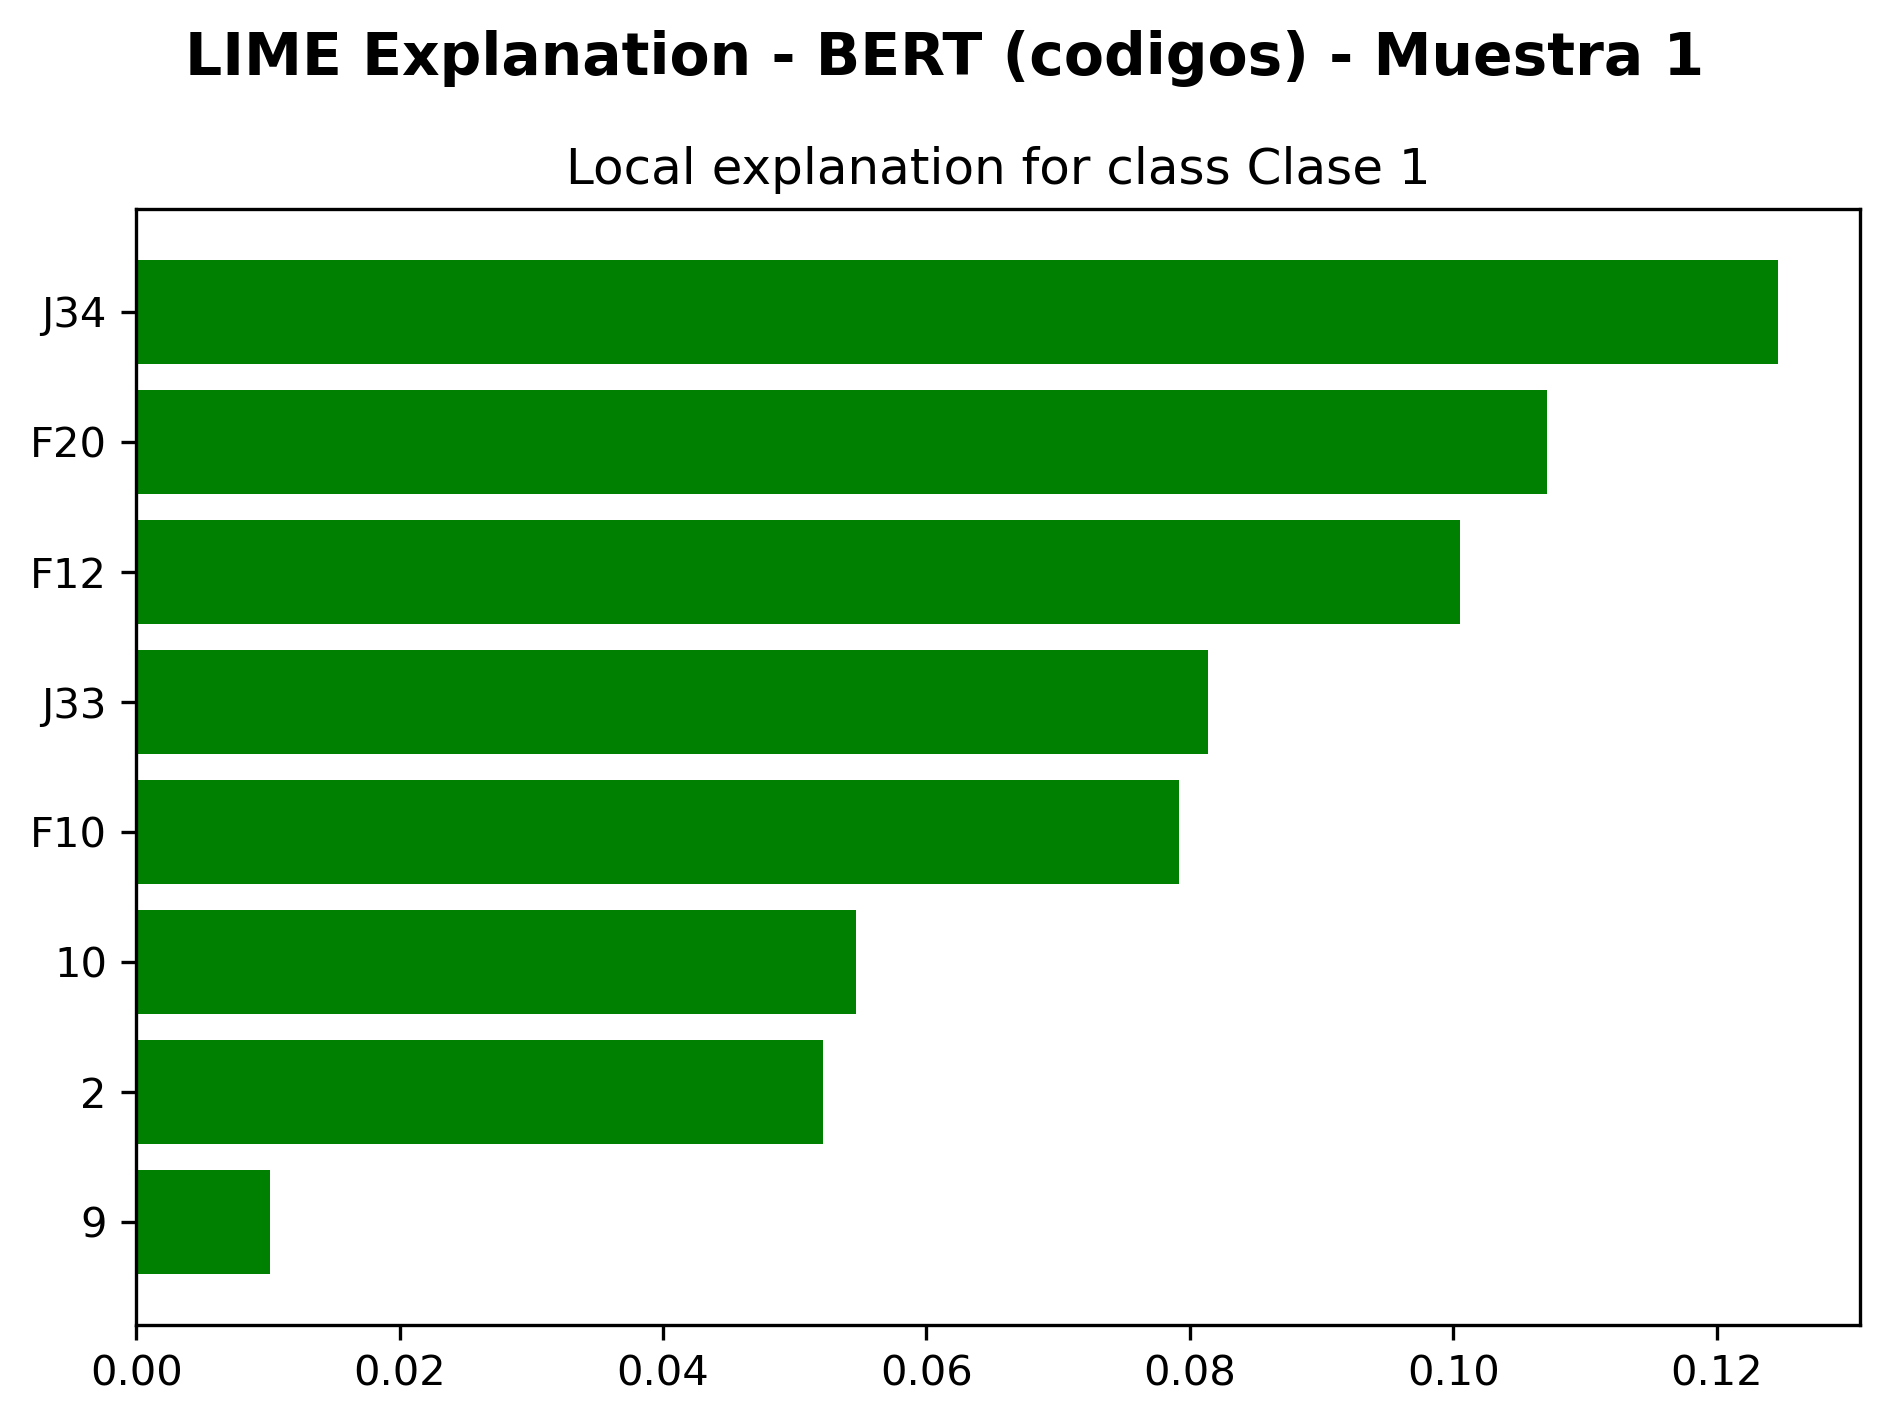 LIME Explanation - BERT (codigos) - Muestra 1
Local explanation for class Clase 1
J34
F20
F12
J33
F10
10
2
9
0.00 0.02 0.04 0.06 0.08 0.10 0.12